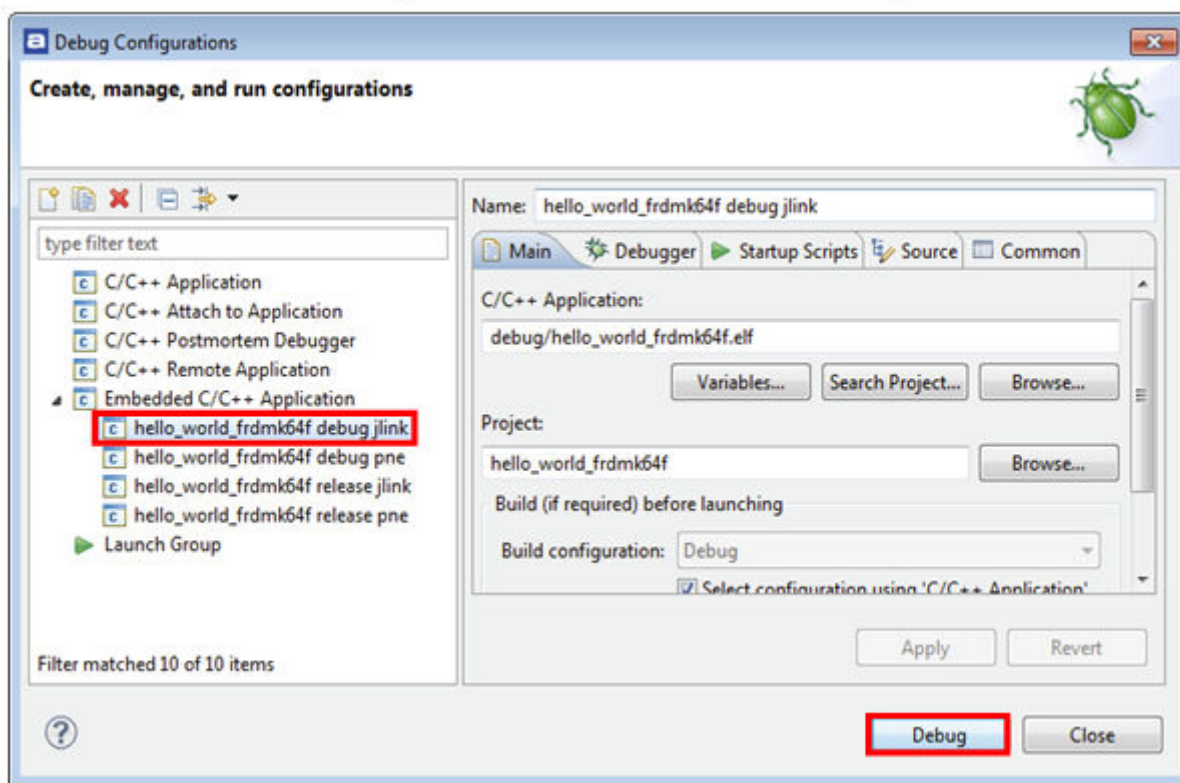 Debug Configurations
Create, manage, and run configurations
type filter text
C/C++ Application
C/C++ Attach to Application
C/C++ Postmortem Debugger
C/C++ Remote Application
Embedded C/C++ Application
hello_world_frdmk64f debug jlink
hello_world_frdmk64f debug pne
hello_world_frdmk64f release jlink
hello_world_frdmk64f release pne
Launch Group
Filter matched 10 of 10 items
Name: hello_world_frdmk64f debug jlink
Main Debugger Startup Scripts Source Common
C/C++ Application:
debug/hello_world_frdmk64f.elf
Variables... Search Project... Browse...
Project:
hello_world_frdmk64f Browse...
Build (if required) before launching
Build configuration: Debug
Select configuration using 'C/C++ Application'
Apply Revert
Debug Close